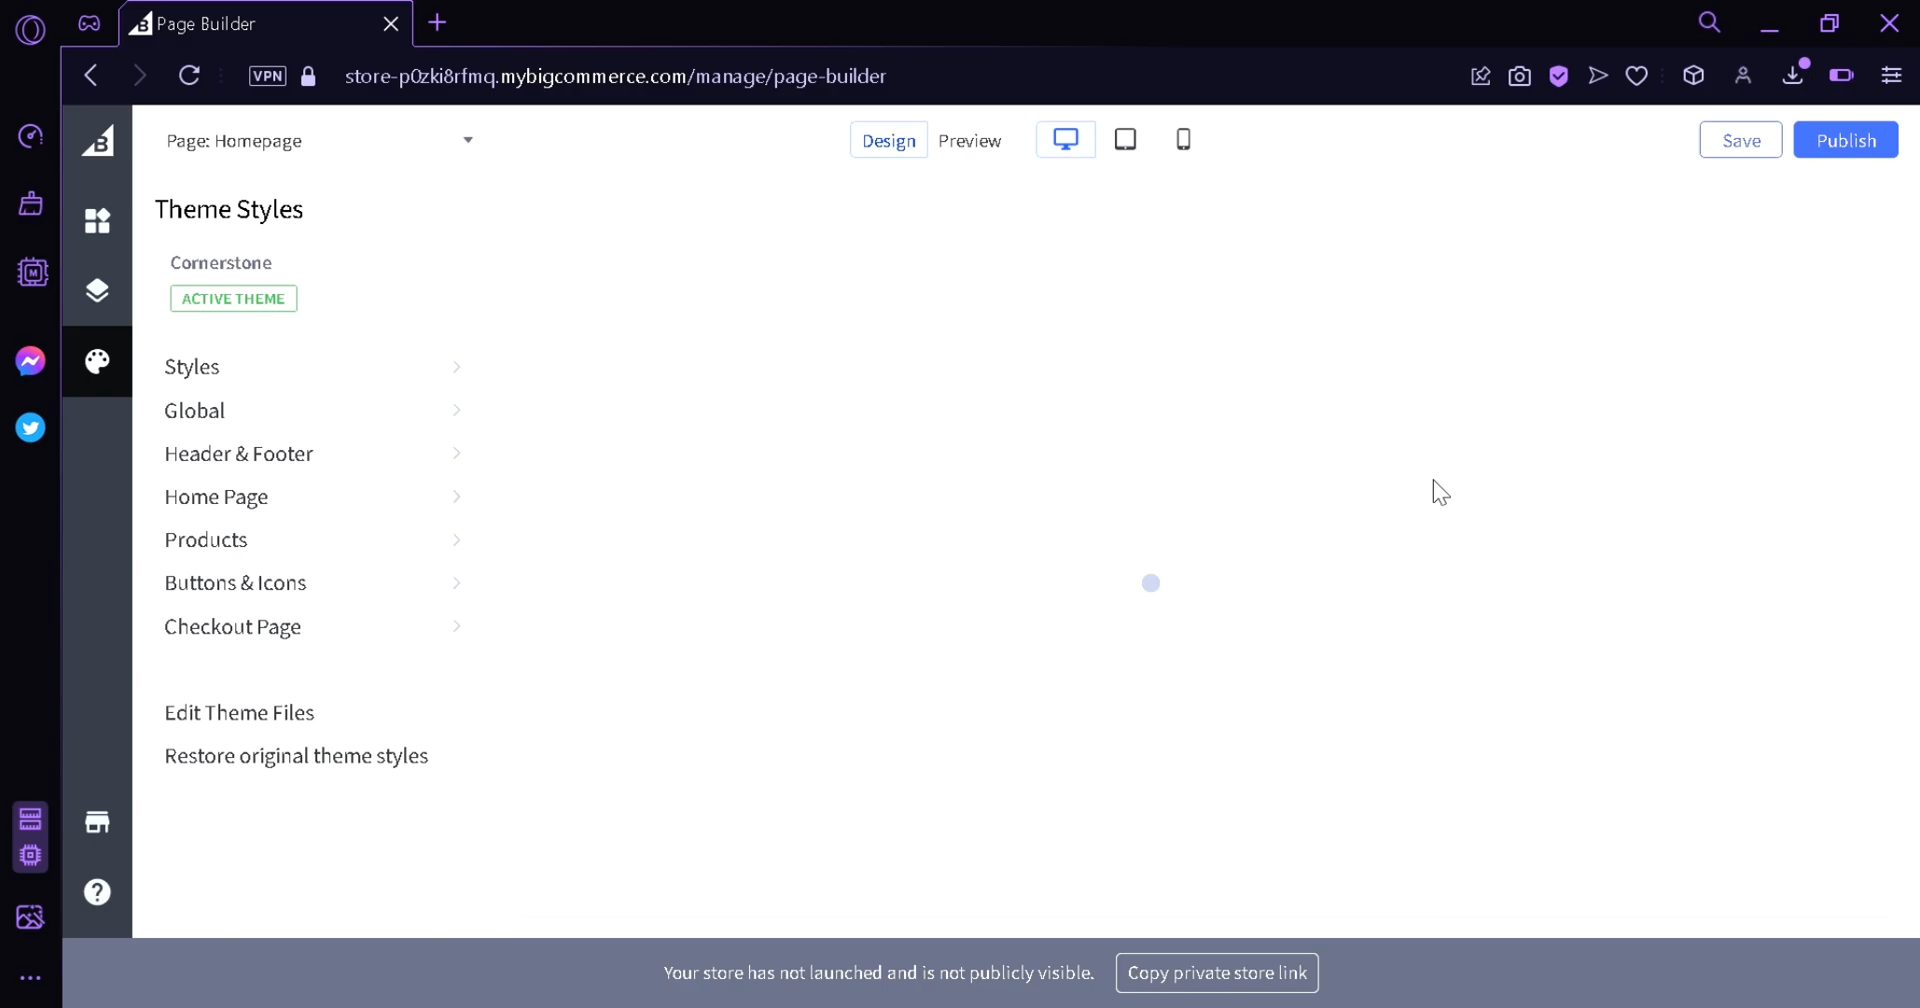 Page Builder
VPN
store-p0zki8rfmq.mybigcommerce.com/manage/page-builder
B
Page: Homepage
Design
Preview
Save
Publish
Theme Styles
Cornerstone
ACTIVE THEME
Styles
Global
Header & Footer
Home Page
Products
Buttons & Icons
Checkout Page
Edit Theme Files
Restore original theme styles
Your store has not launched and is not publicly visible.
Copy private store link